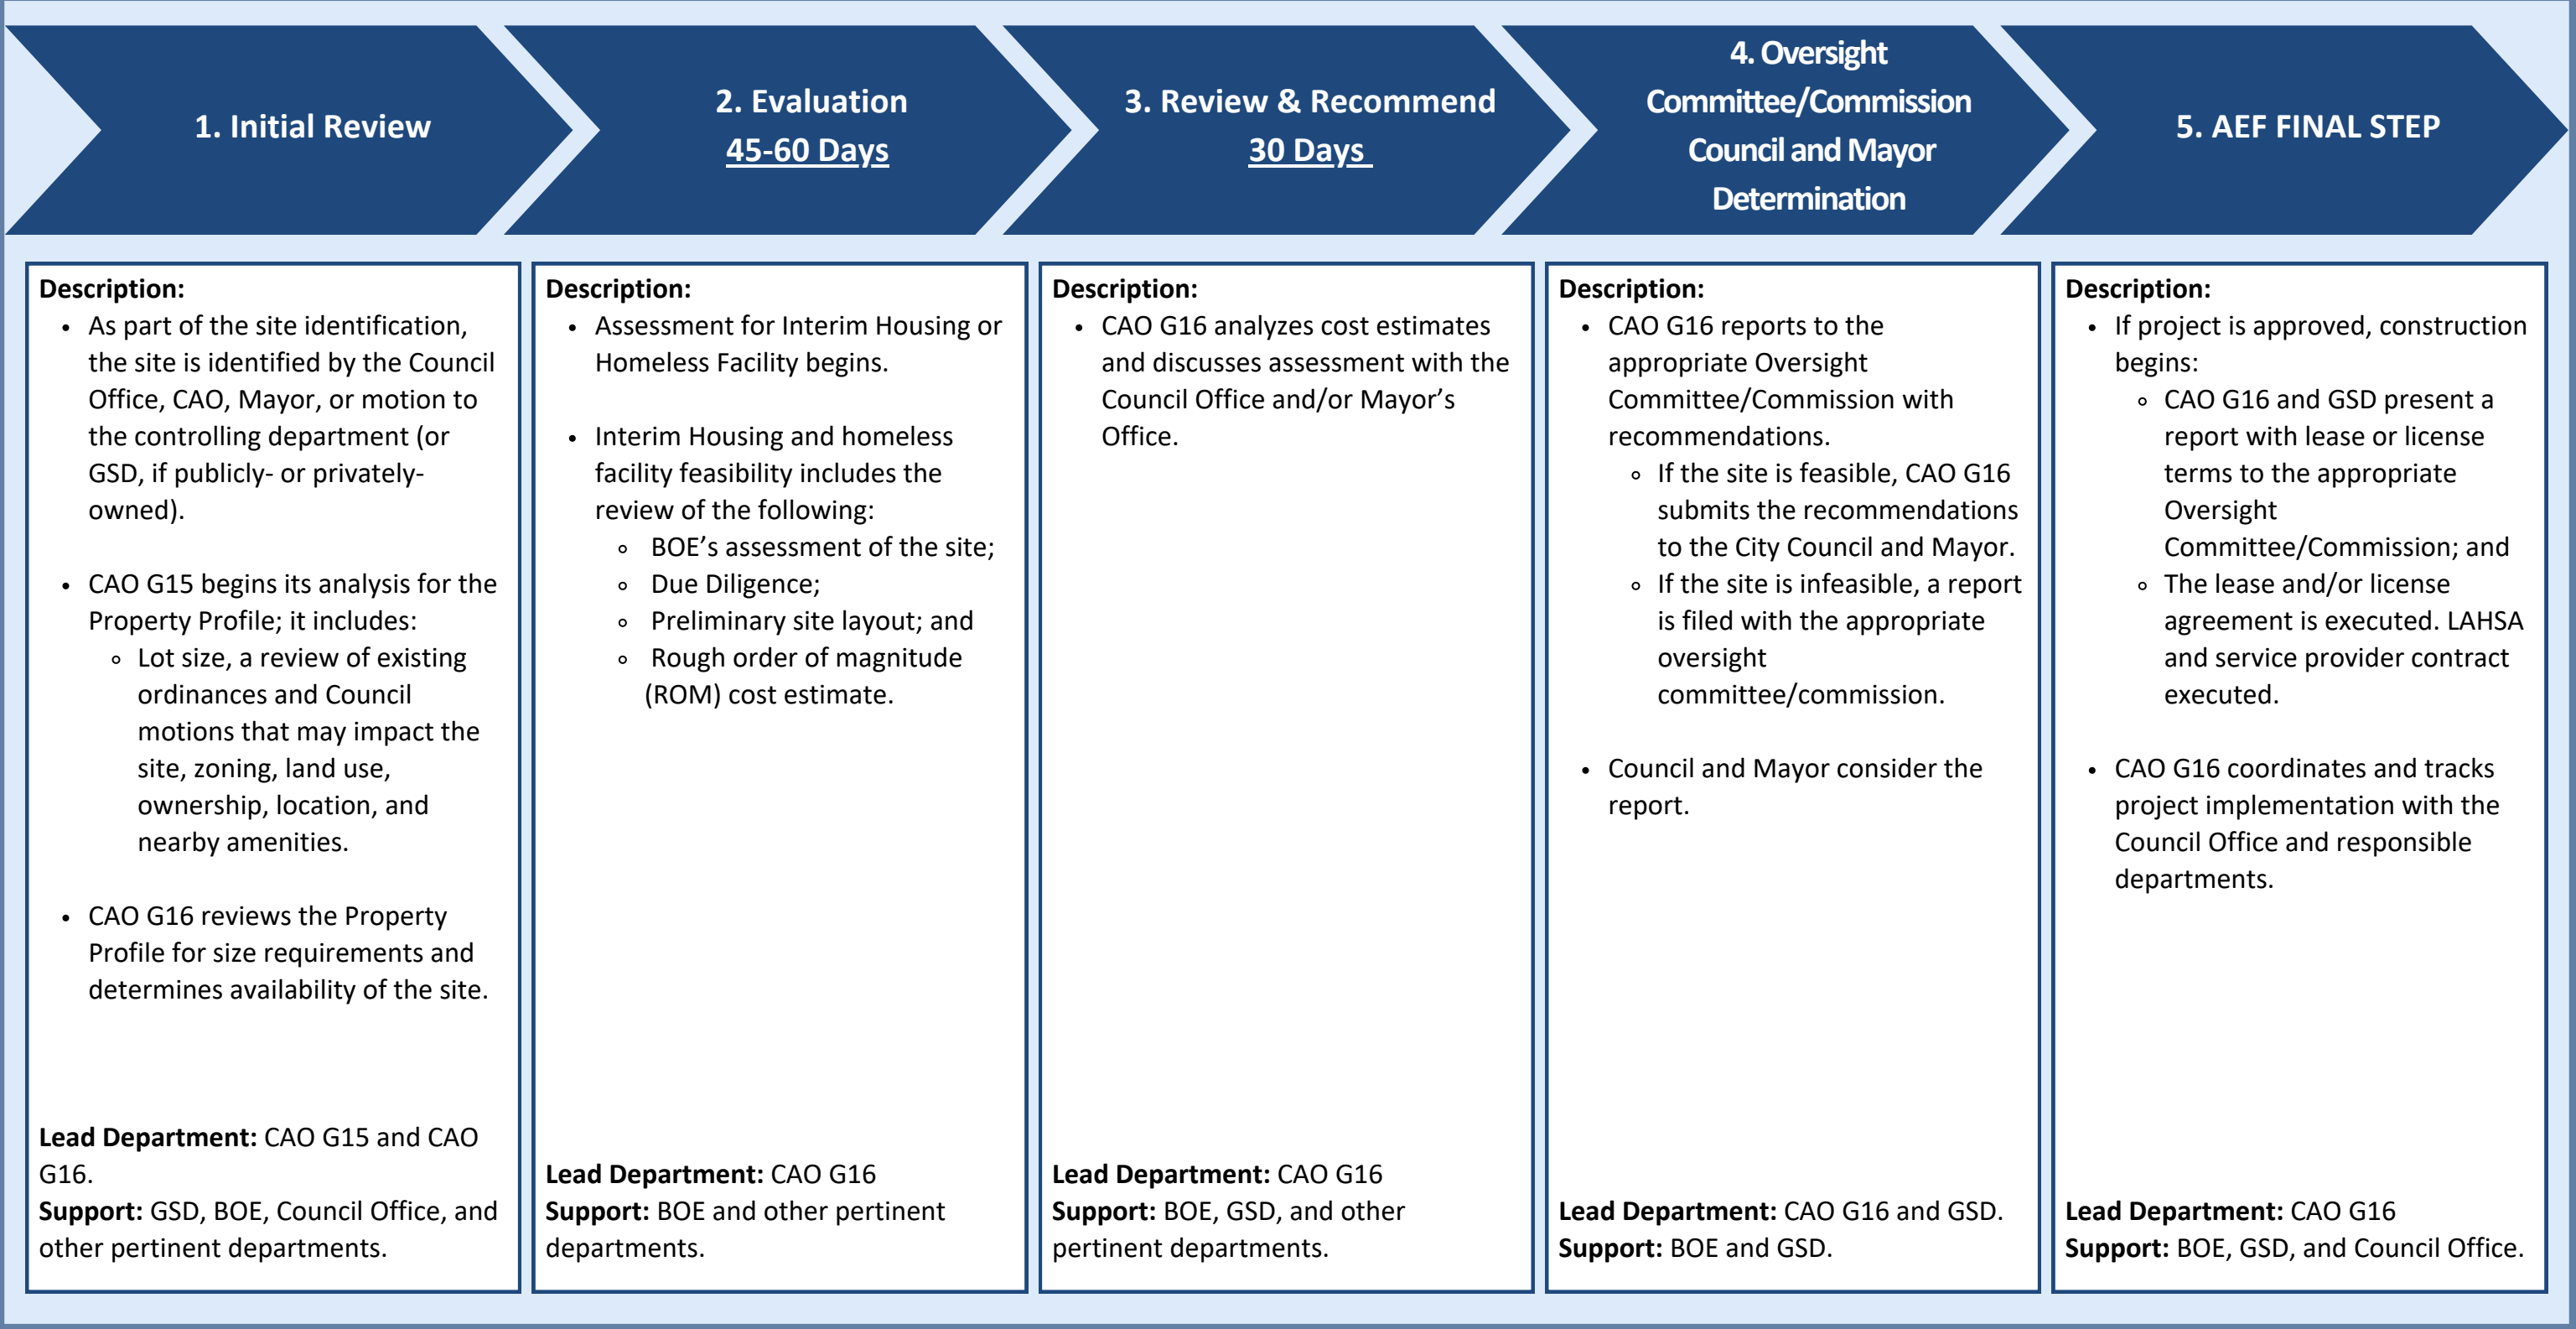 1. Initial Review
2. Evaluation
45-60 Days
3. Review & Recommend
30 Days
4. Oversight
Committee/Commission
Council and Mayor
Determination
5. AEF FINAL STEP
Description:
• As part of the site identification,
the site is identified by the Council
Office, CAO, Mayor, or motion to
the controlling department (or
GSD, if publicly- or privately-
owned).
• CAO G15 begins its analysis for the
Property Profile; it includes:
◦ Lot size, a review of existing
ordinances and Council
motions that may impact the
site, zoning, land use,
ownership, location, and
nearby amenities.
• CAO G16 reviews the Property
Profile for size requirements and
determines availability of the site.
Lead Department: CAO G15 and CAO
G16.
Support: GSD, BOE, Council Office, and
other pertinent departments.
Description:
• Assessment for Interim Housing or
Homeless Facility begins.
• Interim Housing and homeless
facility feasibility includes the
review of the following:
◦ BOE’s assessment of the site;
◦ Due Diligence;
◦ Preliminary site layout; and
◦ Rough order of magnitude
(ROM) cost estimate.
Lead Department: CAO G16
Support: BOE and other pertinent
departments.
Description:
• CAO G16 analyzes cost estimates
and discusses assessment with the
Council Office and/or Mayor’s
Office.
Lead Department: CAO G16
Support: BOE, GSD, and other
pertinent departments.
Description:
• CAO G16 reports to the
appropriate Oversight
Committee/Commission with
recommendations.
◦ If the site is feasible, CAO G16
submits the recommendations
to the City Council and Mayor.
◦ If the site is infeasible, a report
is filed with the appropriate
oversight
committee/commission.
• Council and Mayor consider the
report.
Lead Department: CAO G16 and GSD.
Support: BOE and GSD.
Description:
• If project is approved, construction
begins:
◦ CAO G16 and GSD present a
report with lease or license
terms to the appropriate
Oversight
Committee/Commission; and
◦ The lease and/or license
agreement is executed. LAHSA
and service provider contract
executed.
• CAO G16 coordinates and tracks
project implementation with the
Council Office and responsible
departments.
Lead Department: CAO G16
Support: BOE, GSD, and Council Office.